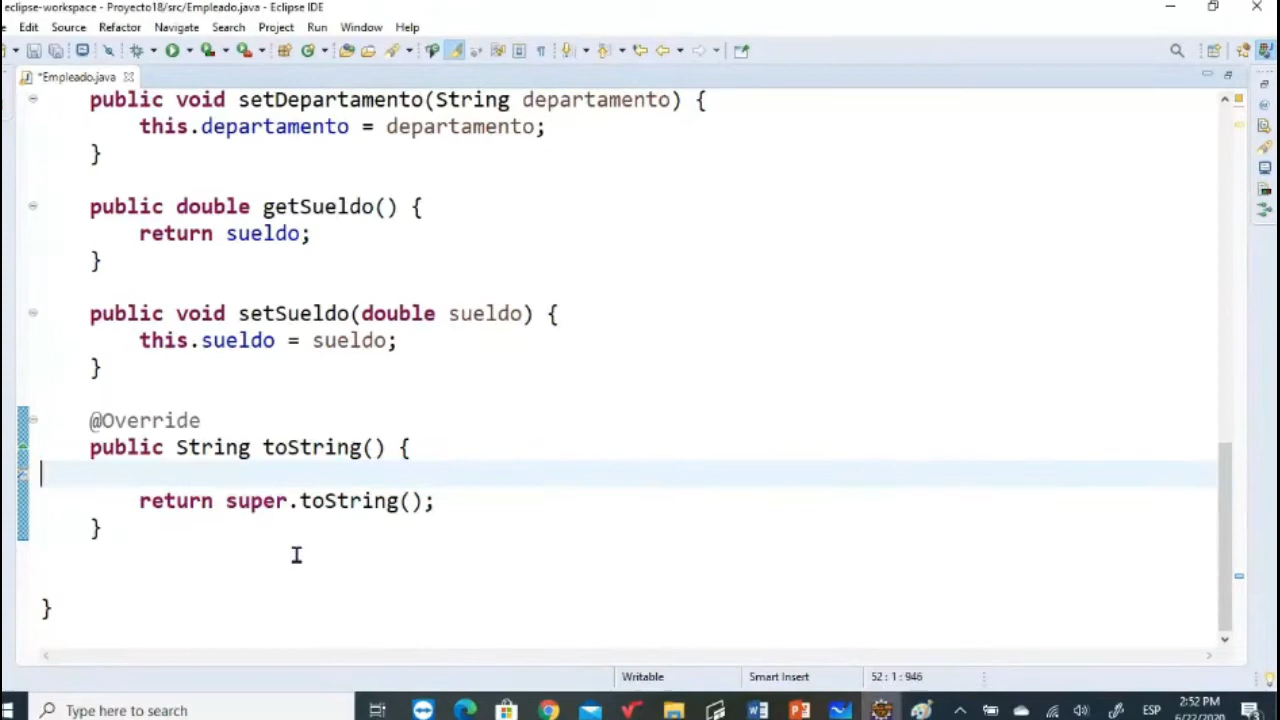 eclipse-workspace - Proyecto18/src/Empleado.java - Eclipse IDE
Edit Source Refactor Navigate Search Project Run Window Help
*Empleado.java
public void setDepartamento(String departamento) {
this.departamento = departamento;
}
public double getSueldo() {
return sueldo;
}
public void setSueldo(double sueldo) {
this.sueldo = sueldo;
}
@Override
public String toString() {
return super.toString();
}
}
Writable Smart Insert 52 : 1 : 946
Type here to search
ESP
2:52 PM
6/22/2020